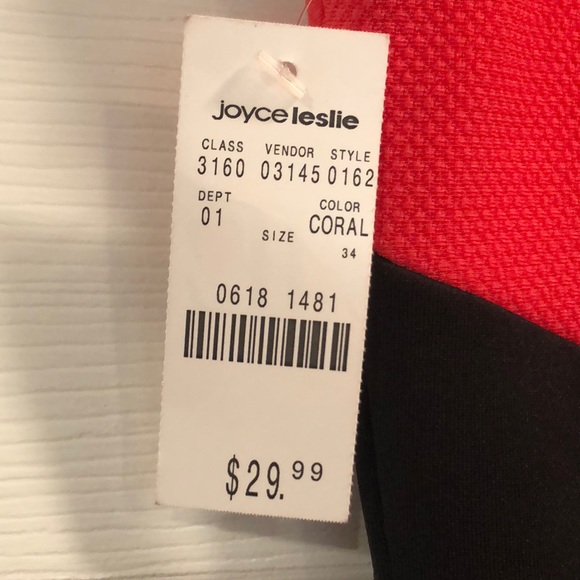 joyceleslie
CLASS VENDOR STYLE
3160 03145 0162
DEPT COLOR
01 CORAL
SIZE 34
0618 1481
$29.99